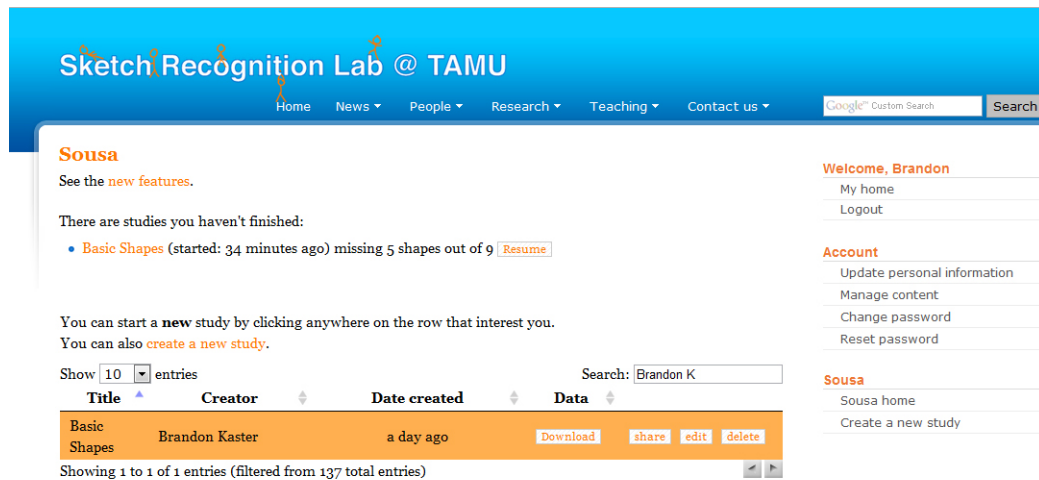 Sketch Recognition Lab @ TAMU
Home News People Research Teaching Contact us
Google™ Custom Search Search
Sousa
See the new features.
There are studies you haven't finished:
Basic Shapes (started: 34 minutes ago) missing 5 shapes out of 9 Resume
You can start a new study by clicking anywhere on the row that interest you.
You can also create a new study.
Show 10 entries Search: Brandon K
Title Creator Date created Data
Basic Shapes Brandon Kaster a day ago Download share edit delete
Showing 1 to 1 of 1 entries (filtered from 137 total entries)
Welcome, Brandon
My home
Logout
Account
Update personal information
Manage content
Change password
Reset password
Sousa
Sousa home
Create a new study